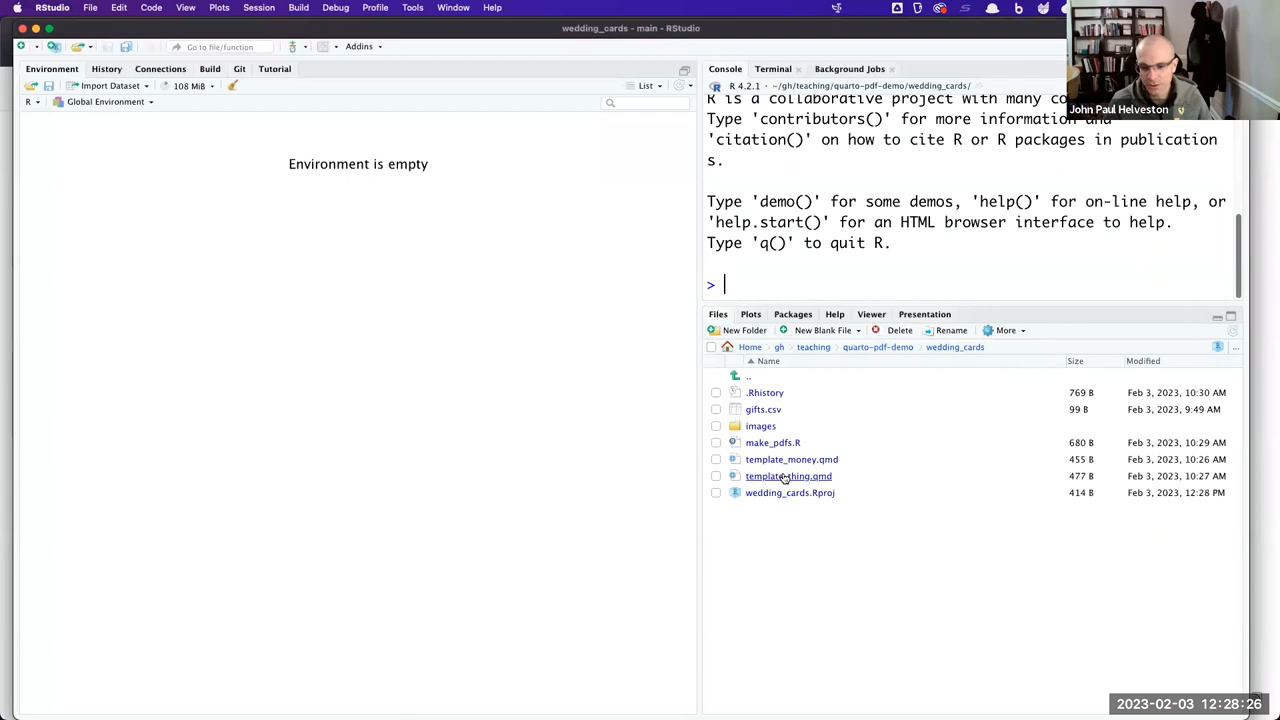 RStudio File Edit Code View Plots Session Build Debug Profile Tools Window Help
wedding_cards - main - RStudio
Go to file/function Addins
Environment History Connections Build Git Tutorial
Import Dataset 108 MiB List
R Global Environment
Environment is empty
Console Terminal Background Jobs
R 4.2.1 · ~/gh/teaching/quarto-pdf-demo/wedding_cards/
R is a collaborative project with many co
Type 'contributors()' for more information and
'citation()' on how to cite R or R packages in publication
s.
Type 'demo()' for some demos, 'help()' for on-line help, or
'help.start()' for an HTML browser interface to help.
Type 'q()' to quit R.
>
John Paul Helveston
Files Plots Packages Help Viewer Presentation
New Folder New Blank File Delete Rename More
Home gh teaching quarto-pdf-demo wedding_cards ...
Name Size Modified
..
.Rhistory 769 B Feb 3, 2023, 10:30 AM
gifts.csv 99 B Feb 3, 2023, 9:49 AM
images
make_pdfs.R 680 B Feb 3, 2023, 10:29 AM
template_money.qmd 455 B Feb 3, 2023, 10:26 AM
template_thing.qmd 477 B Feb 3, 2023, 10:27 AM
wedding_cards.Rproj 414 B Feb 3, 2023, 12:28 PM
2023-02-03 12:28:26